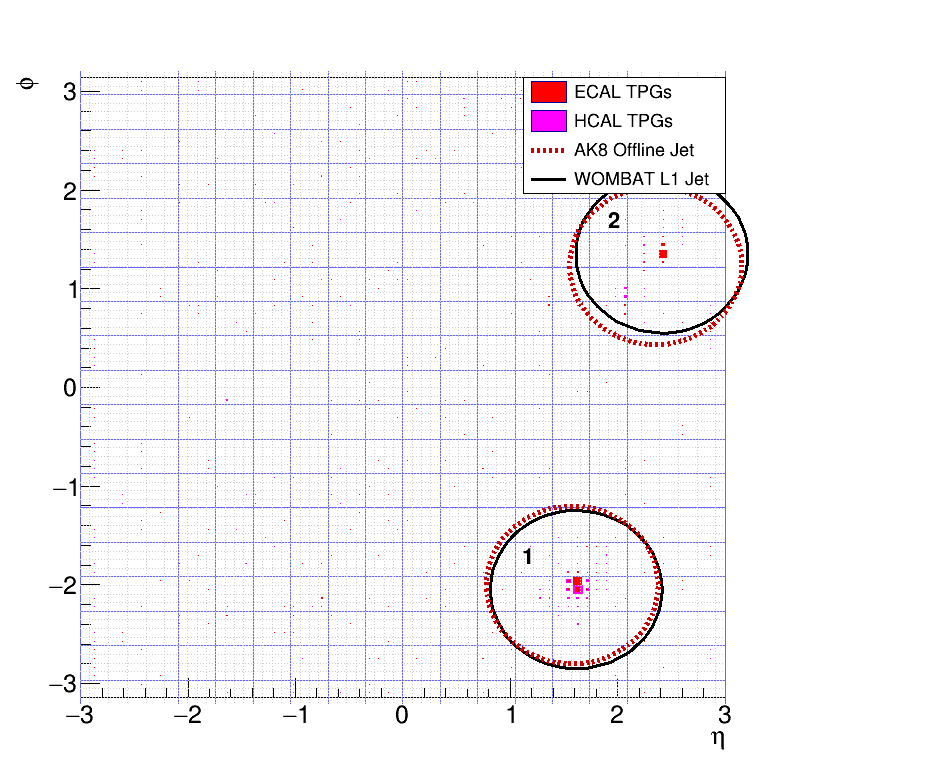 φ
3
2
1
0
−1
−2
−3
ECAL TPGs
HCAL TPGs
AK8 Offline Jet
WOMBAT L1 Jet
2
1
−3 −2 −1 0 1 2 3
η